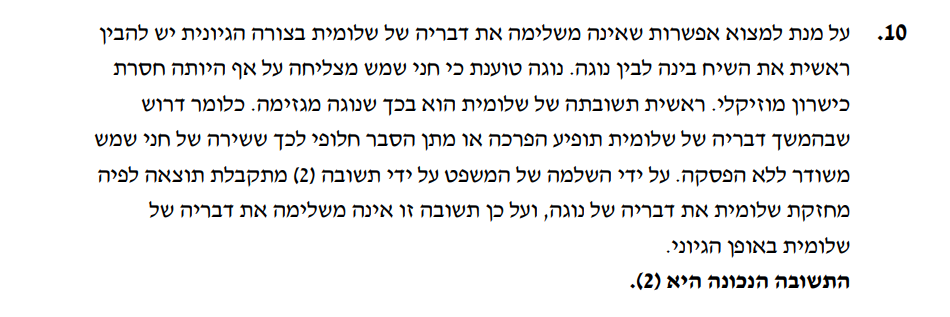 10. על מנת למצוא אפשרות שאינה משלימה את דבריה של שלומית בצורה הגיונית יש להבין
ראשית את השיח בינה לבין נוגה. נוגה טוענת כי חני שמש מצליחה על אף היותה חסרת
כישרון מוזיקלי. ראשית תשובתה של שלומית הוא בכך שנוגה מגזימה. כלומר דרוש
שבהמשך דבריה של שלומית תופיע הפרכה או מתן הסבר חלופי לכך ששירה של חני שמש
משודר ללא הפסקה. על ידי השלמה של המשפט על ידי תשובה (2) מתקבלת תוצאה לפיה
מחזקת שלומית את דבריה של נוגה, ועל כן תשובה זו אינה משלימה את דבריה של
שלומית באופן הגיוני.
התשובה הנכונה היא (2).